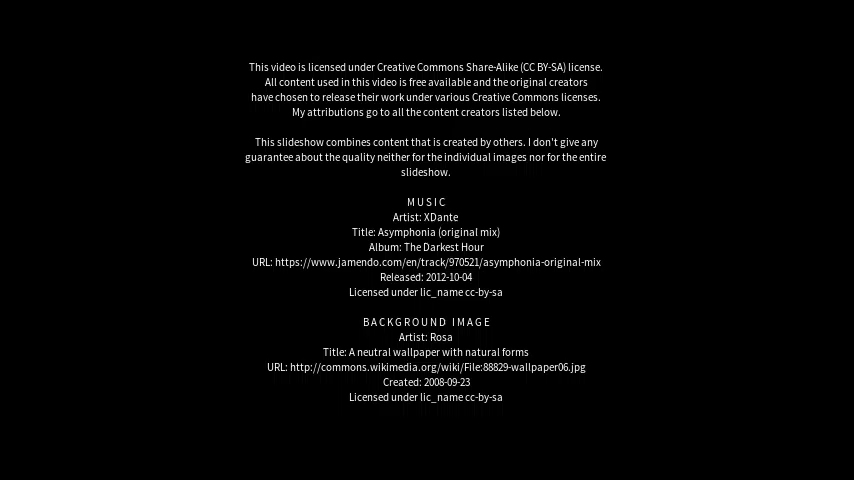 This video is licensed under Creative Commons Share-Alike (CC BY-SA) license.
All content used in this video is free available and the original creators
have chosen to release their work under various Creative Commons licenses.
My attributions go to all the content creators listed below.
This slideshow combines content that is created by others. I don't give any
guarantee about the quality neither for the individual images nor for the entire
slideshow.
MUSIC
Artist: XDante
Title: Asymphonia (original mix)
Album: The Darkest Hour
URL: https://www.jamendo.com/en/track/970521/asymphonia-original-mix
Released: 2012-10-04
Licensed under lic_name cc-by-sa
BACKGROUND IMAGE
Artist: Rosa
Title: A neutral wallpaper with natural forms
URL: http://commons.wikimedia.org/wiki/File:88829-wallpaper06.jpg
Created: 2008-09-23
Licensed under lic_name cc-by-sa